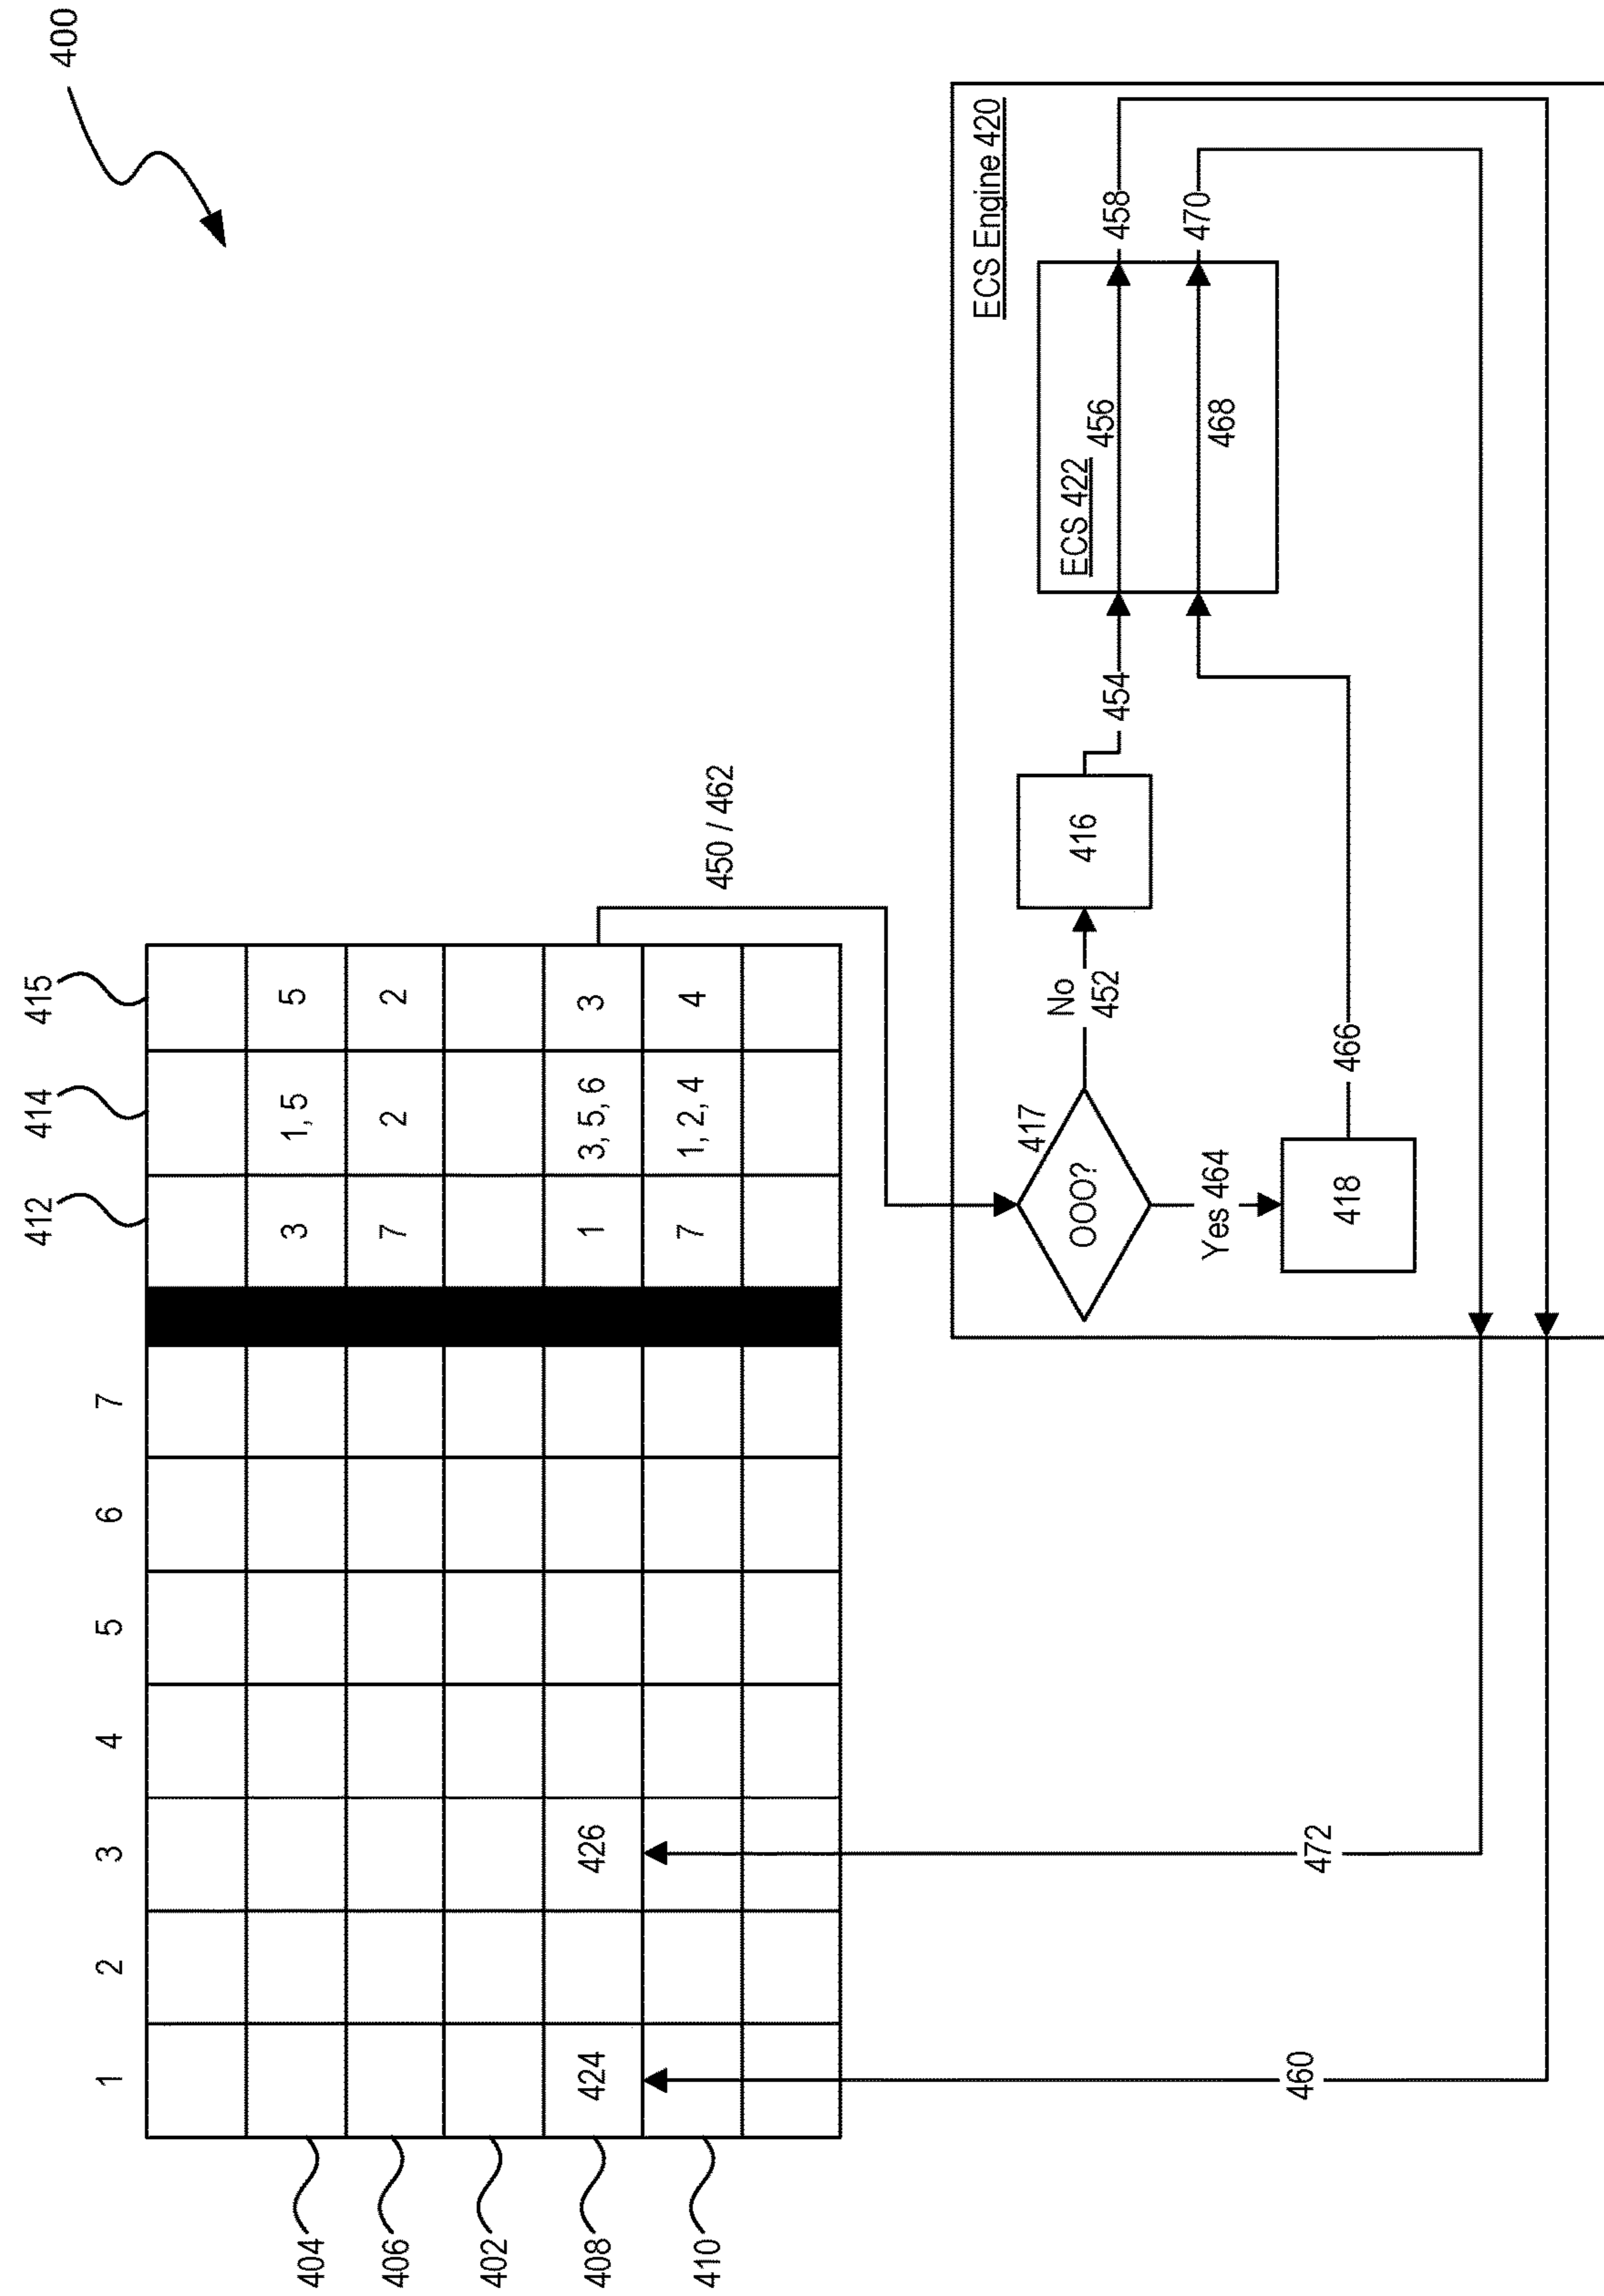 400
412
414
415
1 2 3 4 5 6 7
404 3 1, 5 5
406 7 2 2
402
408 424 426 1 3, 5, 6 3
410 7 1, 2, 4 4
450 / 462
ECS Engine 420
417
OOO?
No
452
416
454
ECS 422
456
458
468
470
Yes 464
418
466
472
460